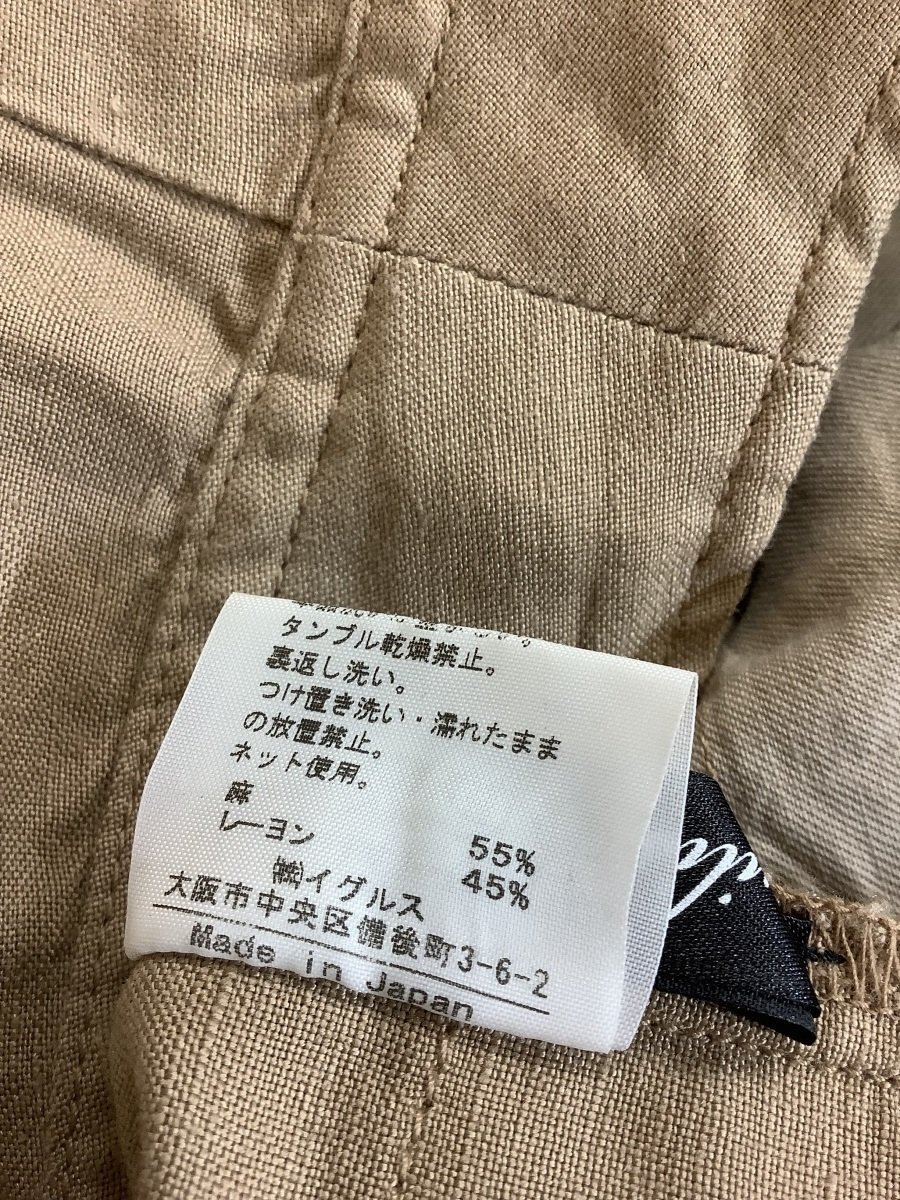 タンブル乾燥禁止。
裏返し洗い。
つけ置き洗い・濡れたまま
の放置禁止。
ネット使用。
麻 55%
レーヨン 45%
㈱イグルス
大阪市中央区備後町3-6-2
Made in Japan